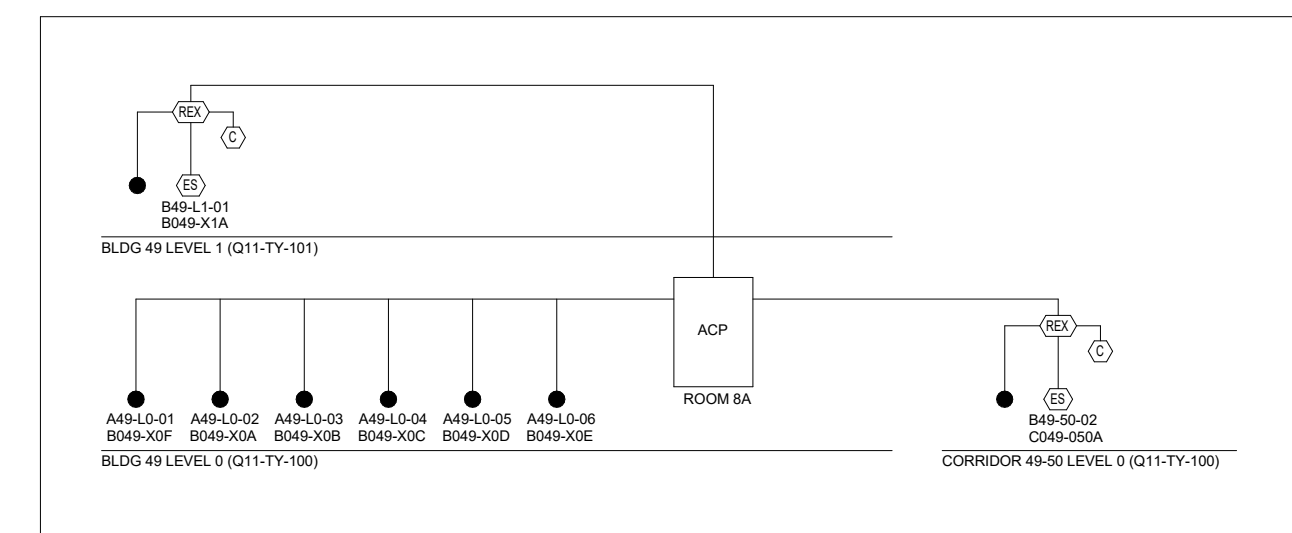 REX
C
ES
B49-L1-01
B049-X1A
BLDG 49 LEVEL 1 (Q11-TY-101)
ACP
ROOM 8A
REX
C
A49-L0-01 A49-L0-02 A49-L0-03 A49-L0-04 A49-L0-05 A49-L0-06
B049-X0F B049-X0A B049-X0B B049-X0C B049-X0D B049-X0E
BLDG 49 LEVEL 0 (Q11-TY-100)
ES
B49-50-02
C049-050A
CORRIDOR 49-50 LEVEL 0 (Q11-TY-100)